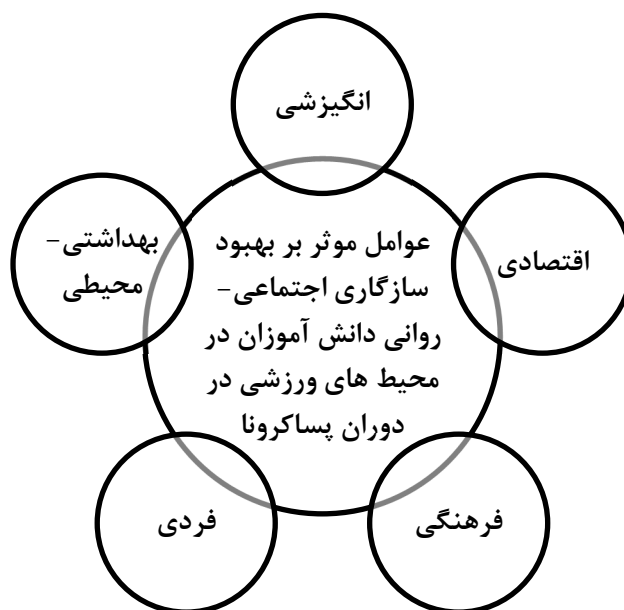 انگیزشی
بهداشتی-
محیطی
عوامل موثر بر بهبود
سازگاری اجتماعی-
روانی دانش آموزان در
محیط های ورزشی در
دوران پساکرونا
اقتصادی
فردی
فرهنگی